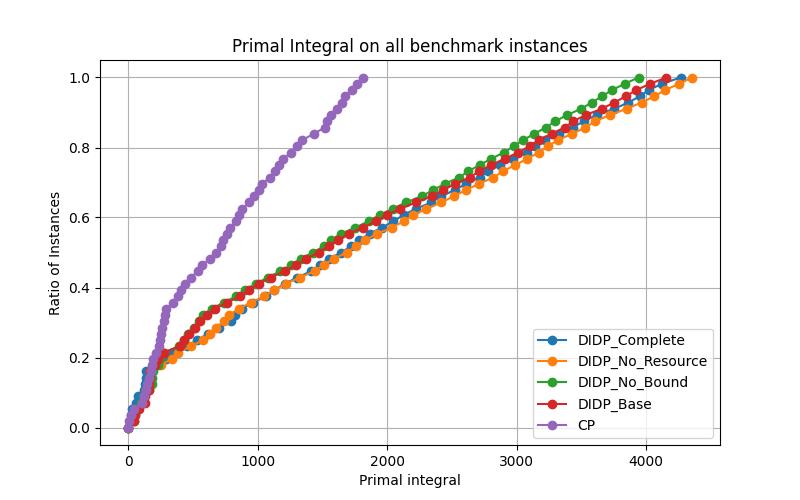 Primal Integral on all benchmark instances
1.0
0.8
0.6
0.4
0.2
0.0
Ratio of Instances
0 1000 2000 3000 4000
Primal integral
DIDP_Complete
DIDP_No_Resource
DIDP_No_Bound
DIDP_Base
CP